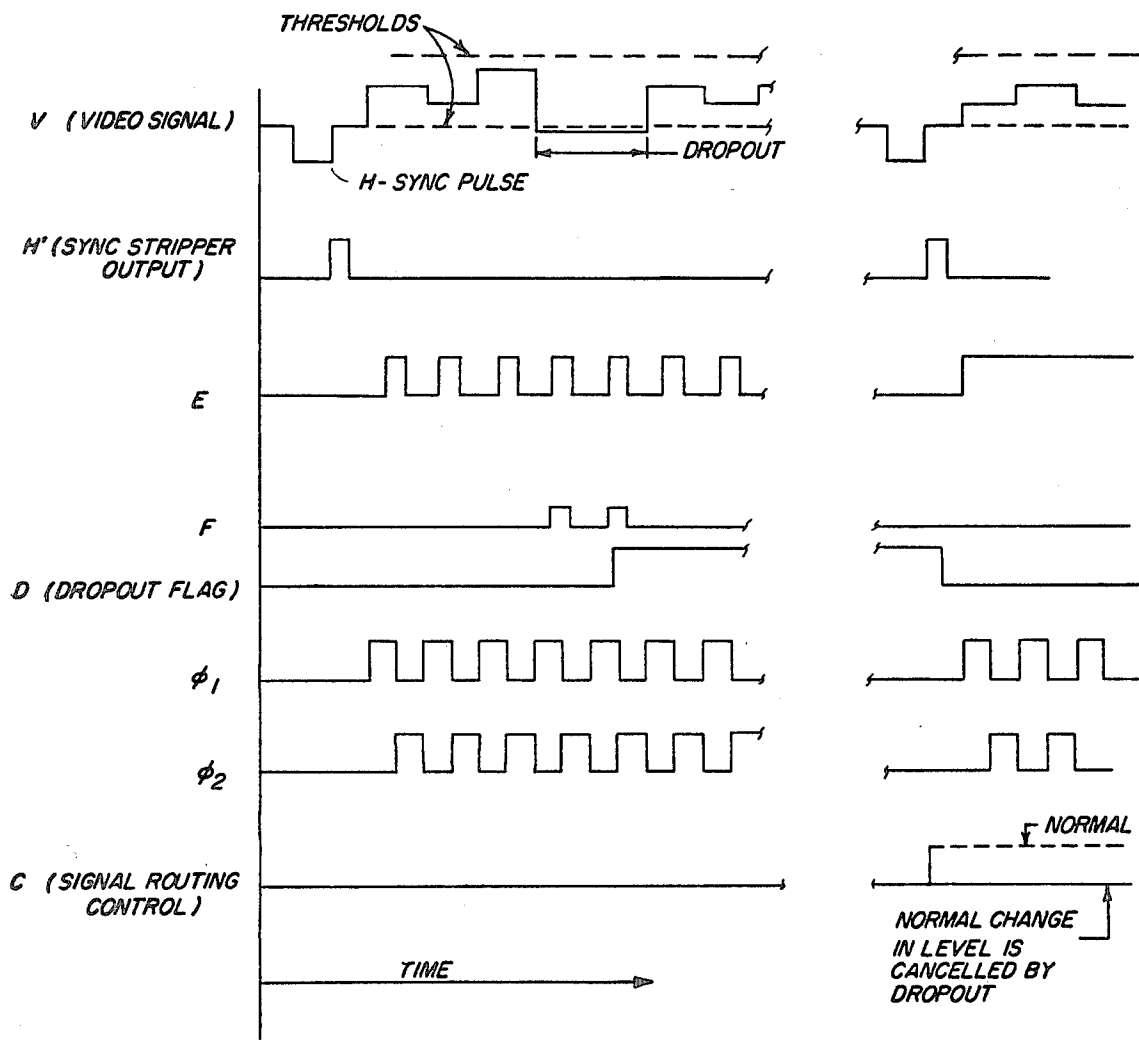 THRESHOLDS
V (VIDEO SIGNAL)
DROPOUT
H-SYNC PULSE
H' (SYNC STRIPPER
OUTPUT)
E
F
D (DROPOUT FLAG)
ϕ1
ϕ2
NORMAL
C (SIGNAL ROUTING
CONTROL)
NORMAL CHANGE
IN LEVEL IS
CANCELLED BY
DROPOUT
TIME